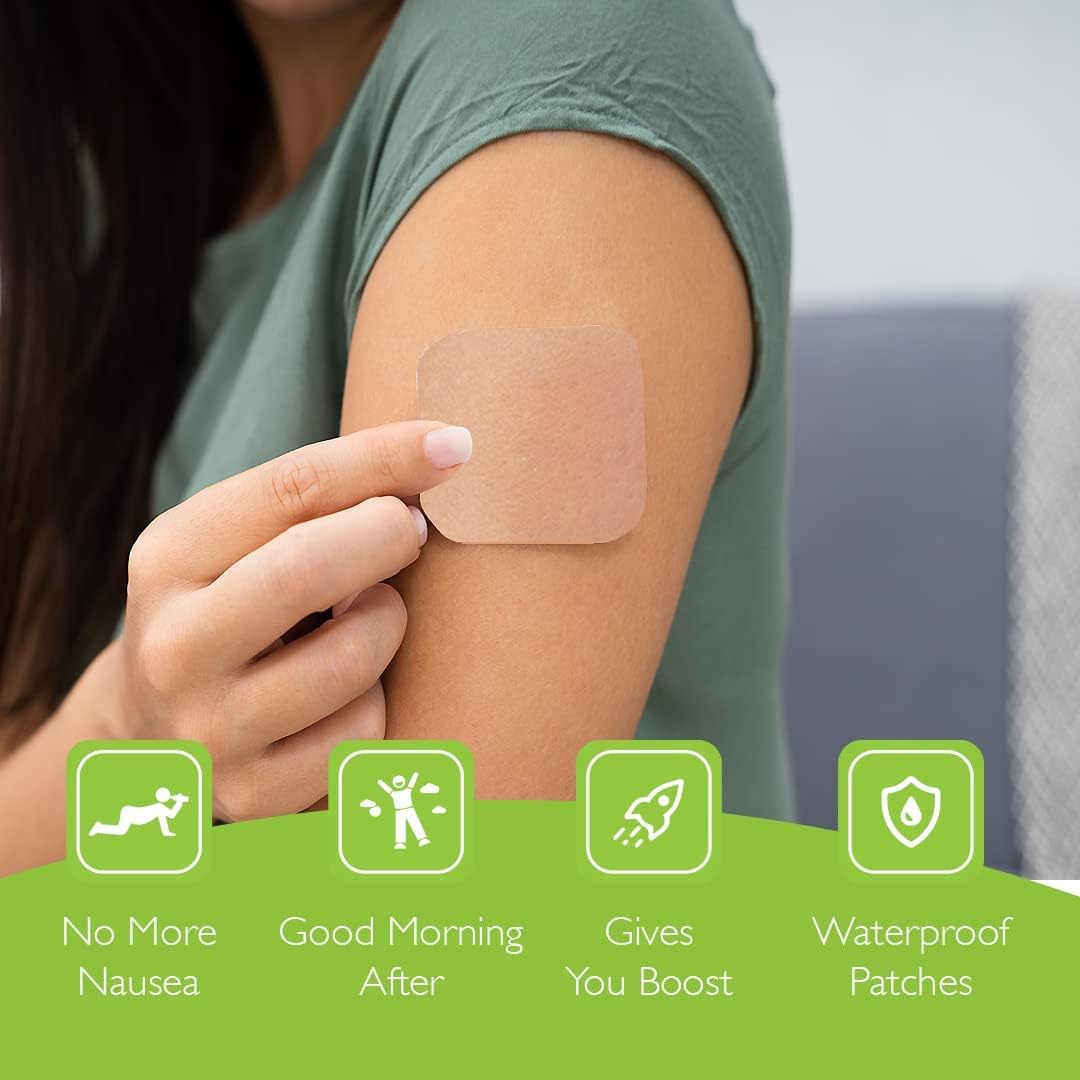 No More
Nausea
Good Morning
After
Gives
You Boost
Waterproof
Patches